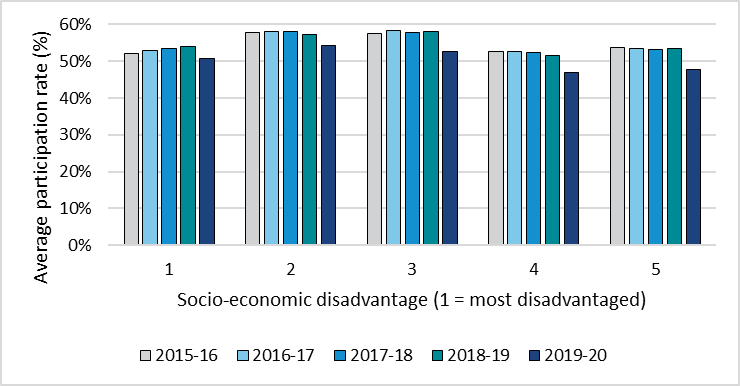 Average participation rate (%)
60%
50%
40%
30%
20%
10%
0%
1 2 3 4 5
Socio-economic disadvantage (1 = most disadvantaged)
2015-16 2016-17 2017-18 2018-19 2019-20